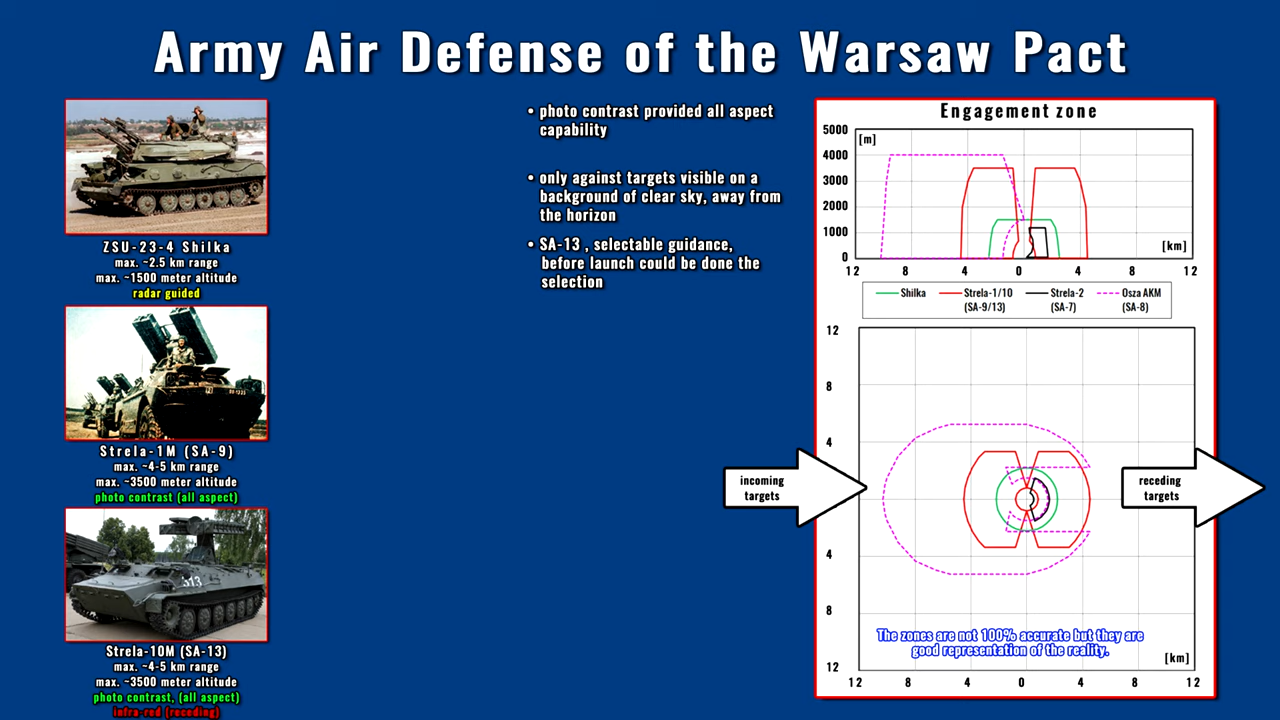 Army Air Defense of the Warsaw Pact
ZSU-23-4 Shilka
max. ~2.5 km range
max. ~1500 meter altitude
radar guided
Strela-1M (SA-9)
max. ~4-5 km range
max. ~3500 meter altitude
photo contrast (all aspect)
313
Strela-10M (SA-13)
max. ~4-5 km range
max. ~3500 meter altitude
photo contrast, (all aspect)
infra-red (receding)
• photo contrast provided all aspect
capability
• only against targets visible on a
background of clear sky, away from
the horizon
• SA-13 , selectable guidance,
before launch could be done the
selection
Engagement zone
5000
[m]
4000
3000
2000
1000
[km]
0
12 8 4 0 4 8 12
Shilka
Strela-1/10
(SA-9/13)
Strela-2
(SA-7)
Osza AKM
(SA-8)
12
8
4
incoming
targets
receding
targets
4
8
The zones are not 100% accurate but they are
good representation of the reality.
12
[km]
12 8 4 0 4 8 12